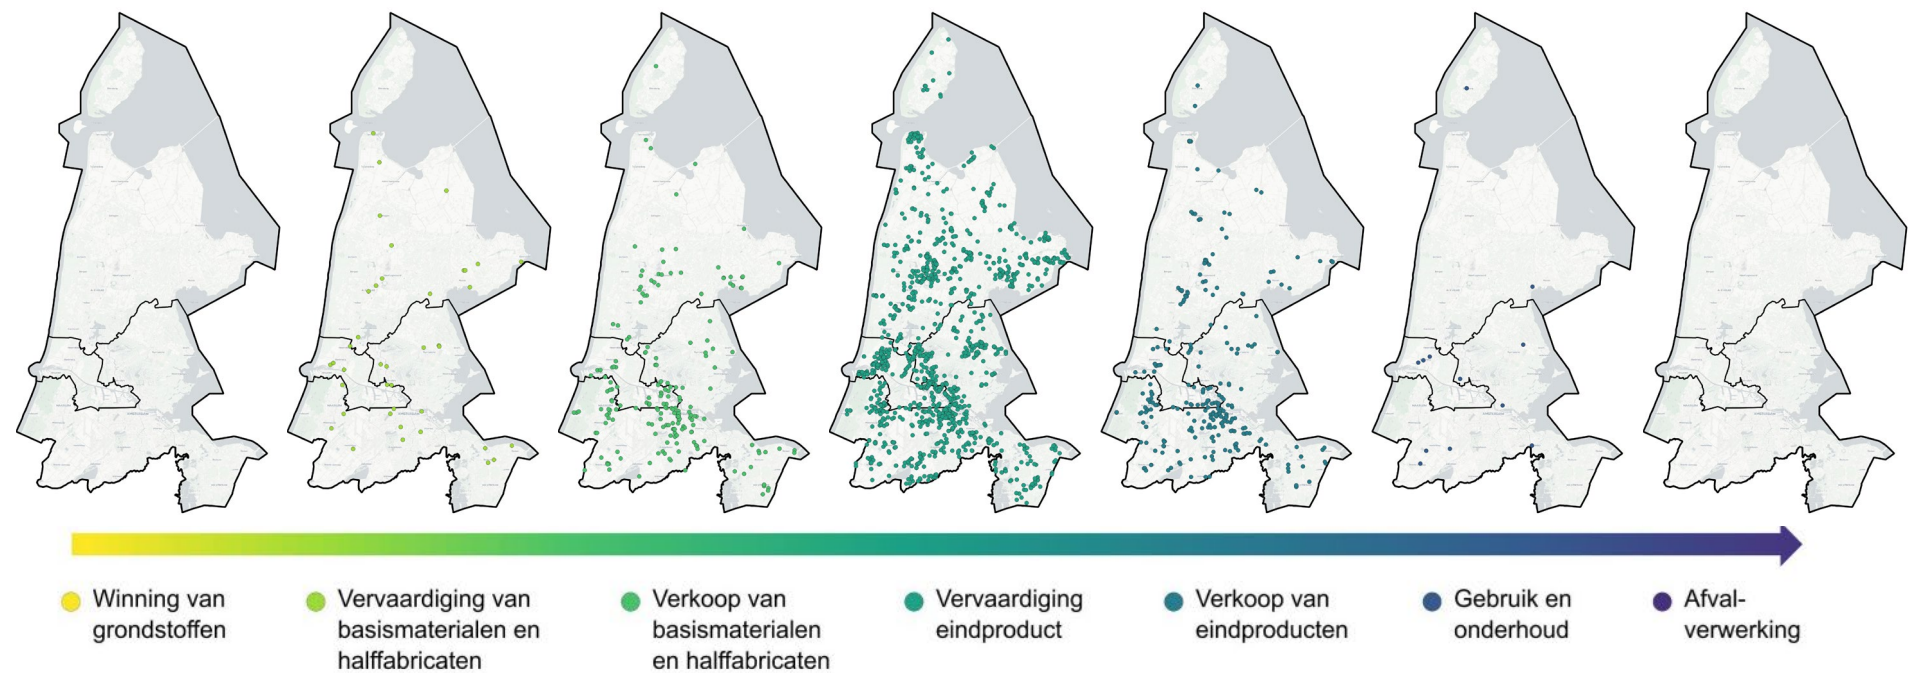 Winning van
grondstoffen
Vervaardiging van
basismaterialen en
halffabricaten
Verkoop van
basismaterialen
en halffabricaten
Vervaardiging
eindproduct
Verkoop van
eindproducten
Gebruik en
onderhoud
Afval-
verwerking